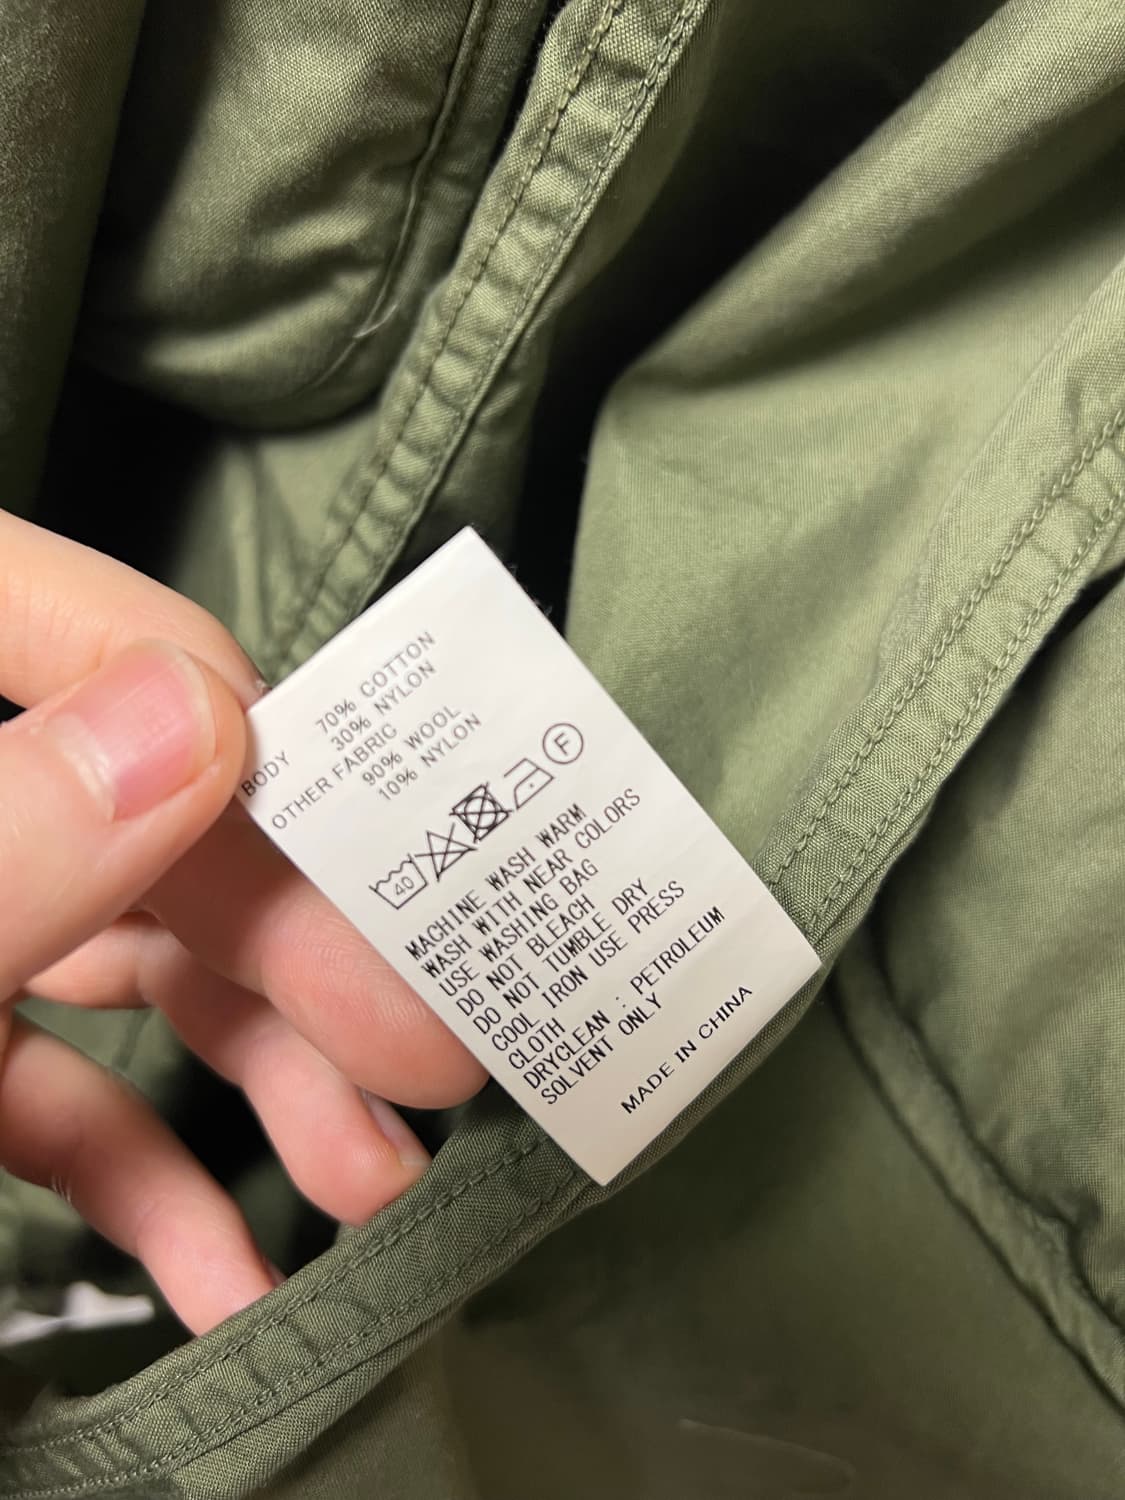 BODY 70% COTTON
30% NYLON
OTHER FABRIC
90% WOOL
10% NYLON
40 F
MACHINE WASH WARM
WASH WITH NEAR COLORS
USE WASHING BAG
DO NOT BLEACH
DO NOT TUMBLE DRY
COOL IRON USE PRESS
CLOTH
DRYCLEAN : PETROLEUM
SOLVENT ONLY
MADE IN CHINA